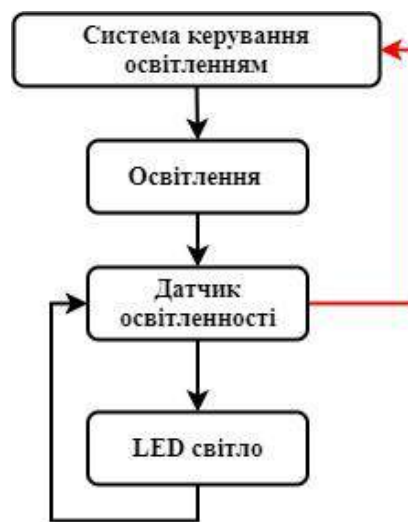 Система керування
освітленням
Освітлення
Датчик
освітленності
LED світло